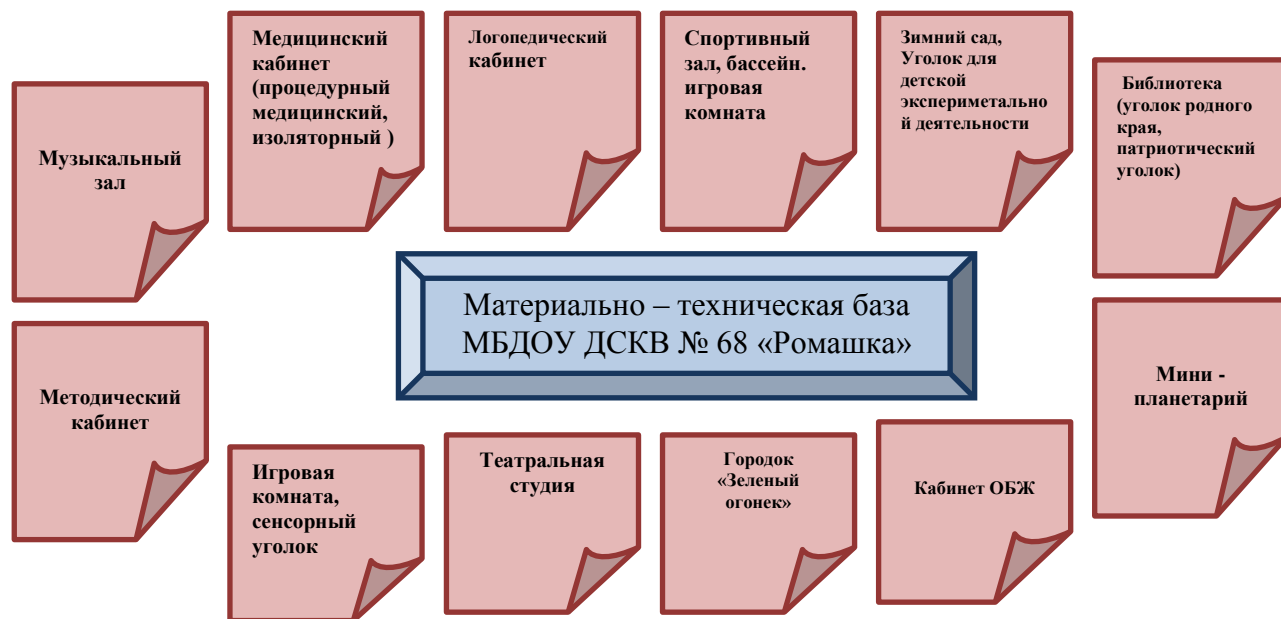 Музыкальный
зал
Медицинский
кабинет
(процедурный
медицинский,
изоляторный )
Логопедический
кабинет
Спортивный
зал, бассейн.
игровая
комната
Зимний сад,
Уголок для
детской
экспериметально
й деятельности
Библиотека
(уголок родного
края,
патриотический
уголок)
Материально – техническая база
МБДОУ ДСКВ № 68 «Ромашка»
Методический
кабинет
Игровая
комната,
сенсорный
уголок
Театральная
студия
Городок
«Зеленый
огонек»
Кабинет ОБЖ
Мини -
планетарий